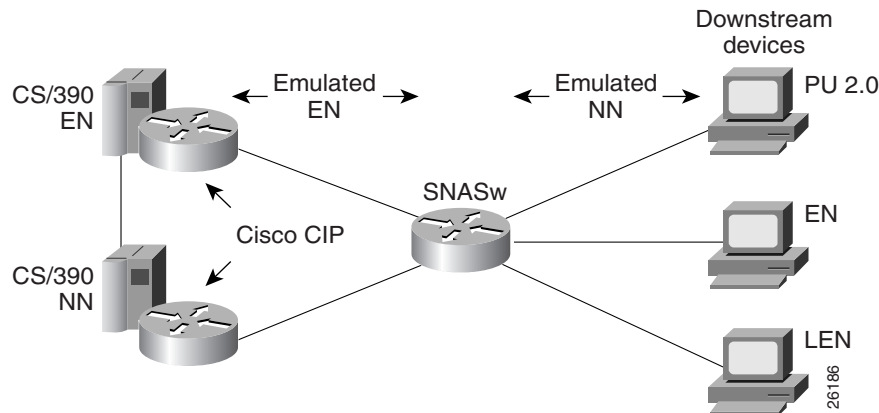 Downstream
devices
CS/390
EN
Emulated
EN
Emulated
NN
PU 2.0
SNASw
EN
Cisco CIP
CS/390
NN
LEN
26186